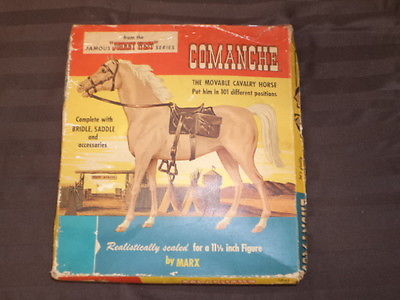 from the
FAMOUS "JOHNNY WEST" SERIES
COMANCHE
THE MOVABLE CAVALRY HORSE
Put him in 101 different positions
Complete with
BRIDLE, SADDLE
and
accessories
Realistically scaled for a 11½ inch Figure
by MARX